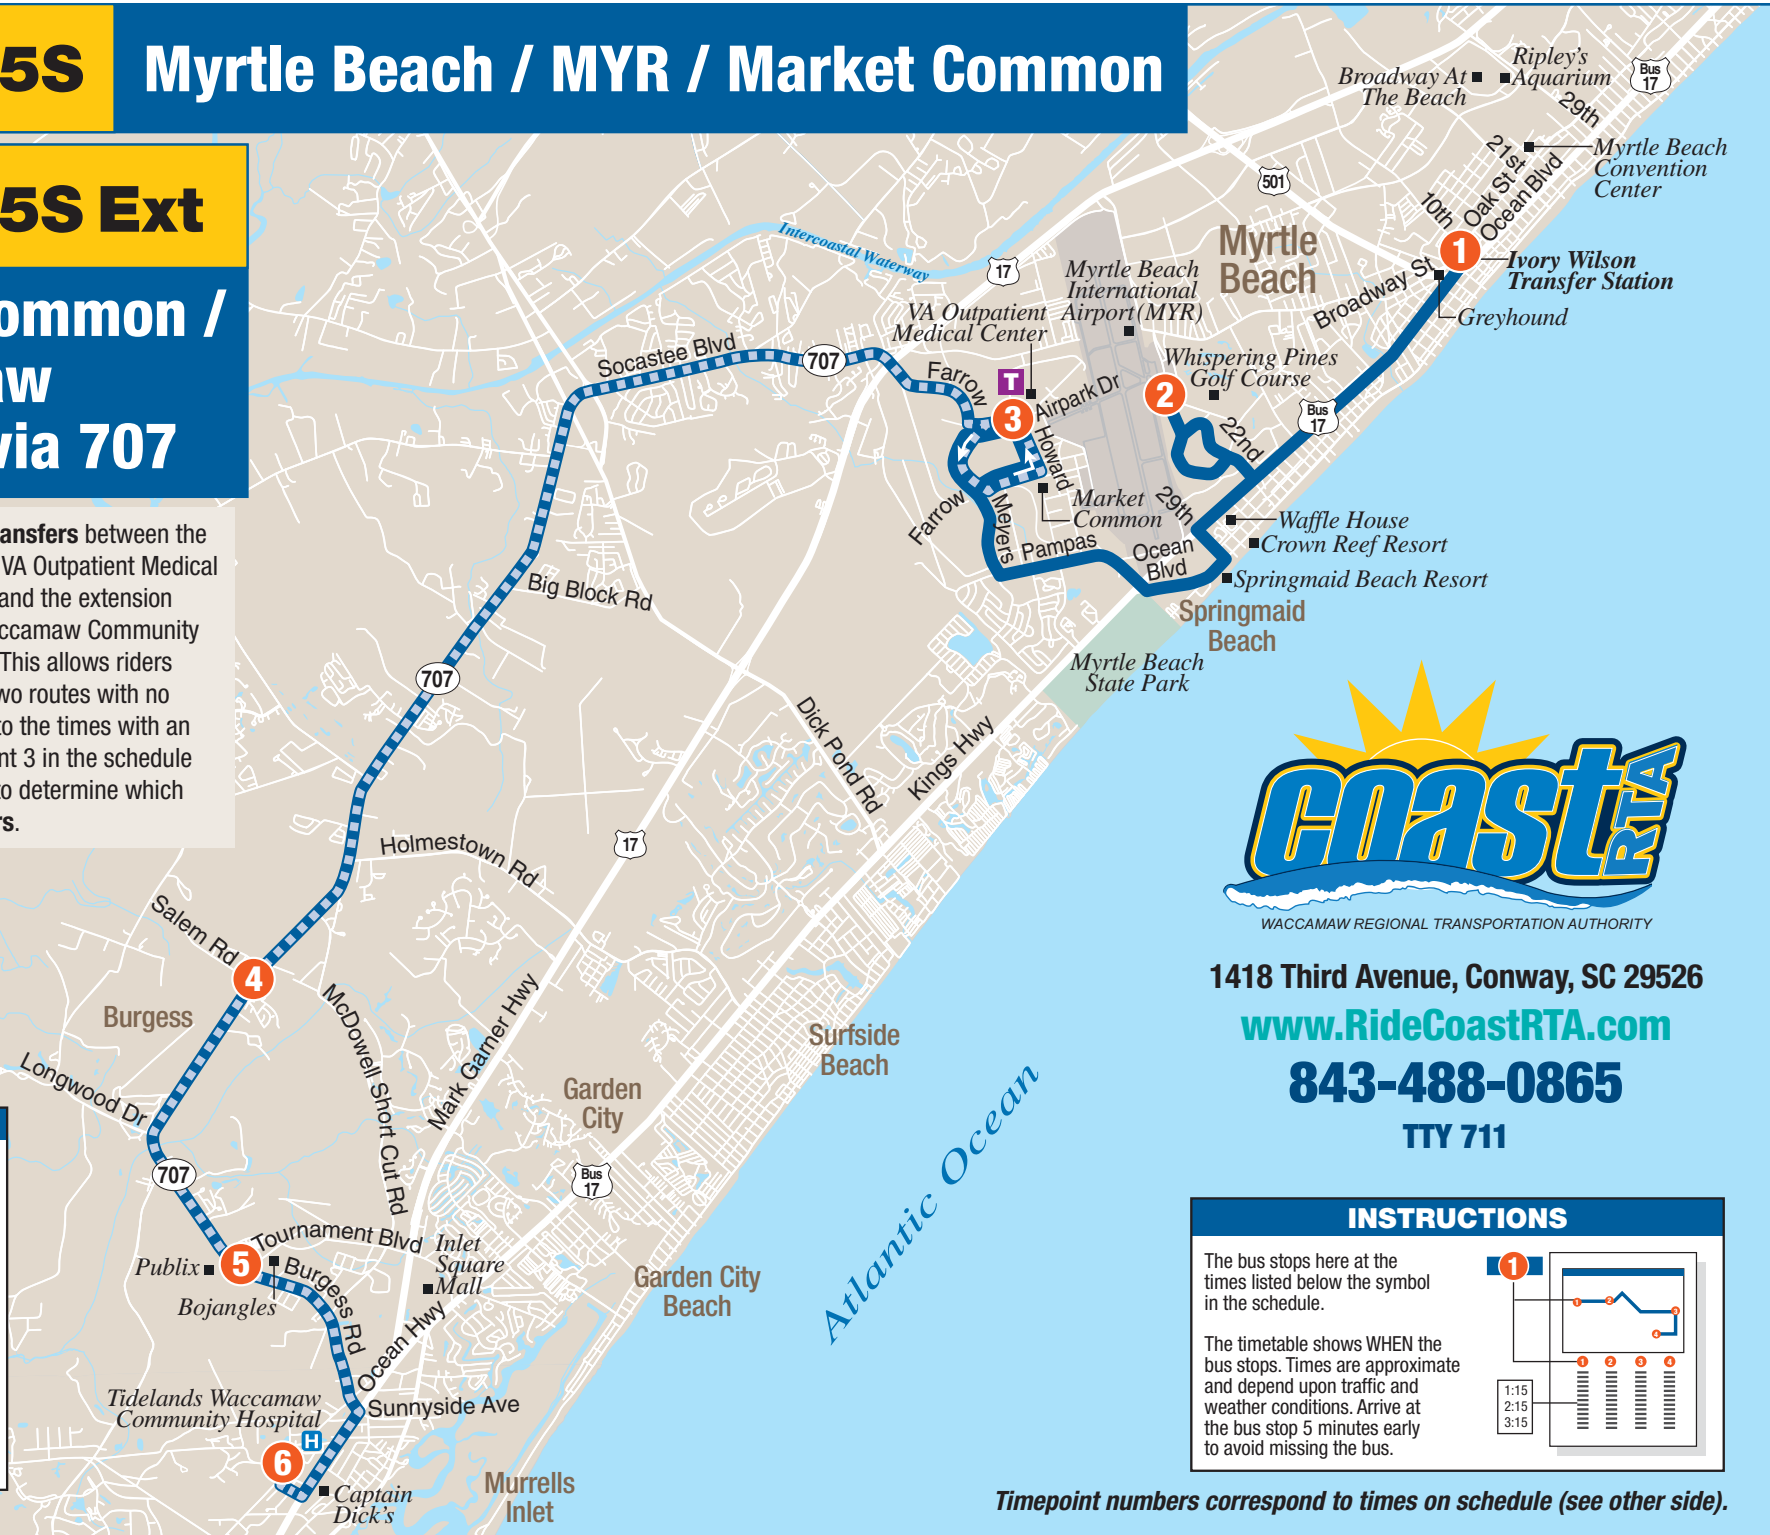 5S
Myrtle Beach / MYR / Market Common
5S Ext
ommon /
aw
via 707
ansfers between the
VA Outpatient Medical
and the extension
ccamaw Community
This allows riders
wo routes with no
to the times with an
nt 3 in the schedule
to determine which
rs.
Broadway At
The Beach
Ripley's
Aquarium
Bus
17
29th
21st
Oak St
Ocean Blvd
10th
Myrtle Beach
Convention
Center
501
1
Ivory Wilson
Transfer Station
Broadway St
Greyhound
Myrtle
Beach
Intercoastal Waterway
17
Myrtle Beach
International
Airport (MYR)
VA Outpatient
Medical Center
Whispering Pines
Golf Course
2
22nd
Bus
17
Socastee Blvd
707
Farrow
T
3
Airpark Dr
Howard
Market
Common
Farrow
Meyers
Pampas
29th
Ocean
Blvd
Waffle House
Crown Reef Resort
Springmaid Beach Resort
Springmaid
Beach
Myrtle Beach
State Park
Big Block Rd
707
Dick Pond Rd
Kings Hwy
Holmestown Rd
17
Salem Rd
4
Burgess
McDowell Short Cut Rd
Mark Garner Hwy
Longwood Dr
707
Garden
City
Surfside
Beach
Bus
17
Atlantic Ocean
Tournament Blvd
Publix
5
Bojangles
Burgess Rd
Inlet
Square
Mall
Garden City
Beach
Ocean Hwy
Sunnyside Ave
Tidelands Waccamaw
Community Hospital
H
6
Captain
Dick's
Murrells
Inlet
coast
RTA
WACCAMAW REGIONAL TRANSPORTATION AUTHORITY
1418 Third Avenue, Conway, SC 29526
www.RideCoastRTA.com
843-488-0865
TTY 711
INSTRUCTIONS
The bus stops here at the
times listed below the symbol
in the schedule.
The timetable shows WHEN the
bus stops. Times are approximate
and depend upon traffic and
weather conditions. Arrive at
the bus stop 5 minutes early
to avoid missing the bus.
1
1
2
3
4
1 2 3 4
1:15
2:15
3:15
Timepoint numbers correspond to times on schedule (see other side).